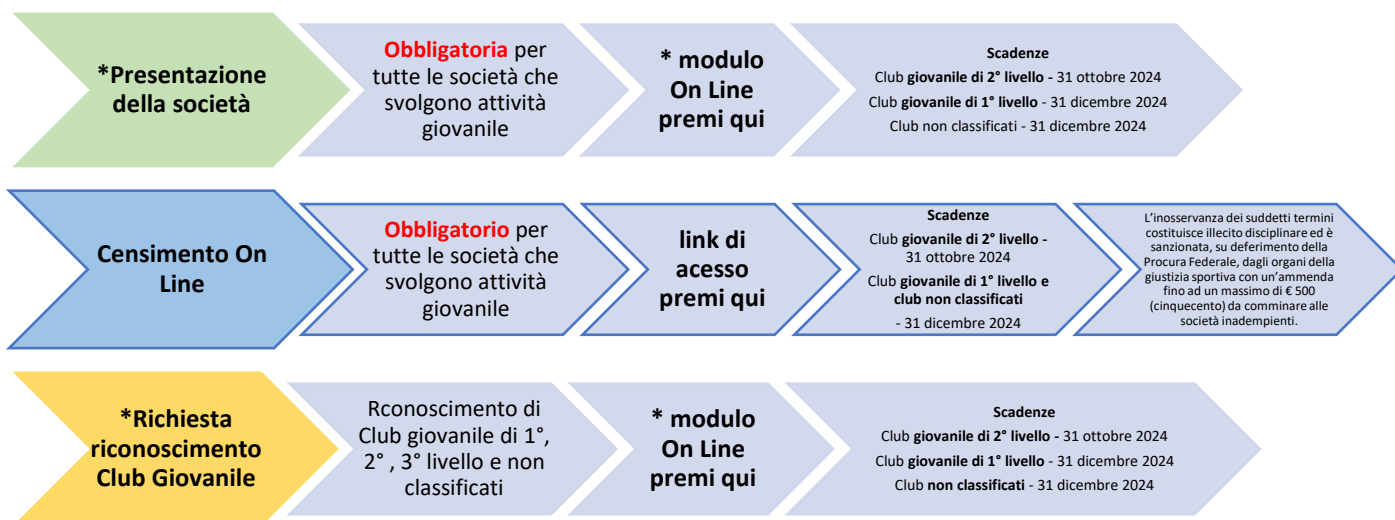 *Presentazione
della società
Obbligatoria per
tutte le società che
svolgono attività
giovanile
* modulo
On Line
premi qui
Scadenze
Club giovanile di 2° livello - 31 ottobre 2024
Club giovanile di 1° livello - 31 dicembre 2024
Club non classificati - 31 dicembre 2024
Censimento On
Line
Obbligatorio per
tutte le società che
svolgono attività
giovanile
link di
acesso
premi qui
Scadenze
Club giovanile di 2° livello -
31 ottobre 2024
Club giovanile di 1° livello e
club non classificati
- 31 dicembre 2024
L'inosservanza dei suddetti termini
costituisce illecito disciplinare ed è
sanzionata, su deferimento della
Procura Federale, dagli organi della
giustizia sportiva con un'ammenda
fino ad un massimo di € 500
(cinquecento) da comminare alle
società inadempienti.
*Richiesta
riconoscimento
Club Giovanile
Rconoscimento di
Club giovanile di 1°,
2° , 3° livello e non
classificati
* modulo
On Line
premi qui
Scadenze
Club giovanile di 2° livello - 31 ottobre 2024
Club giovanile di 1° livello - 31 dicembre 2024
Club non classificati - 31 dicembre 2024